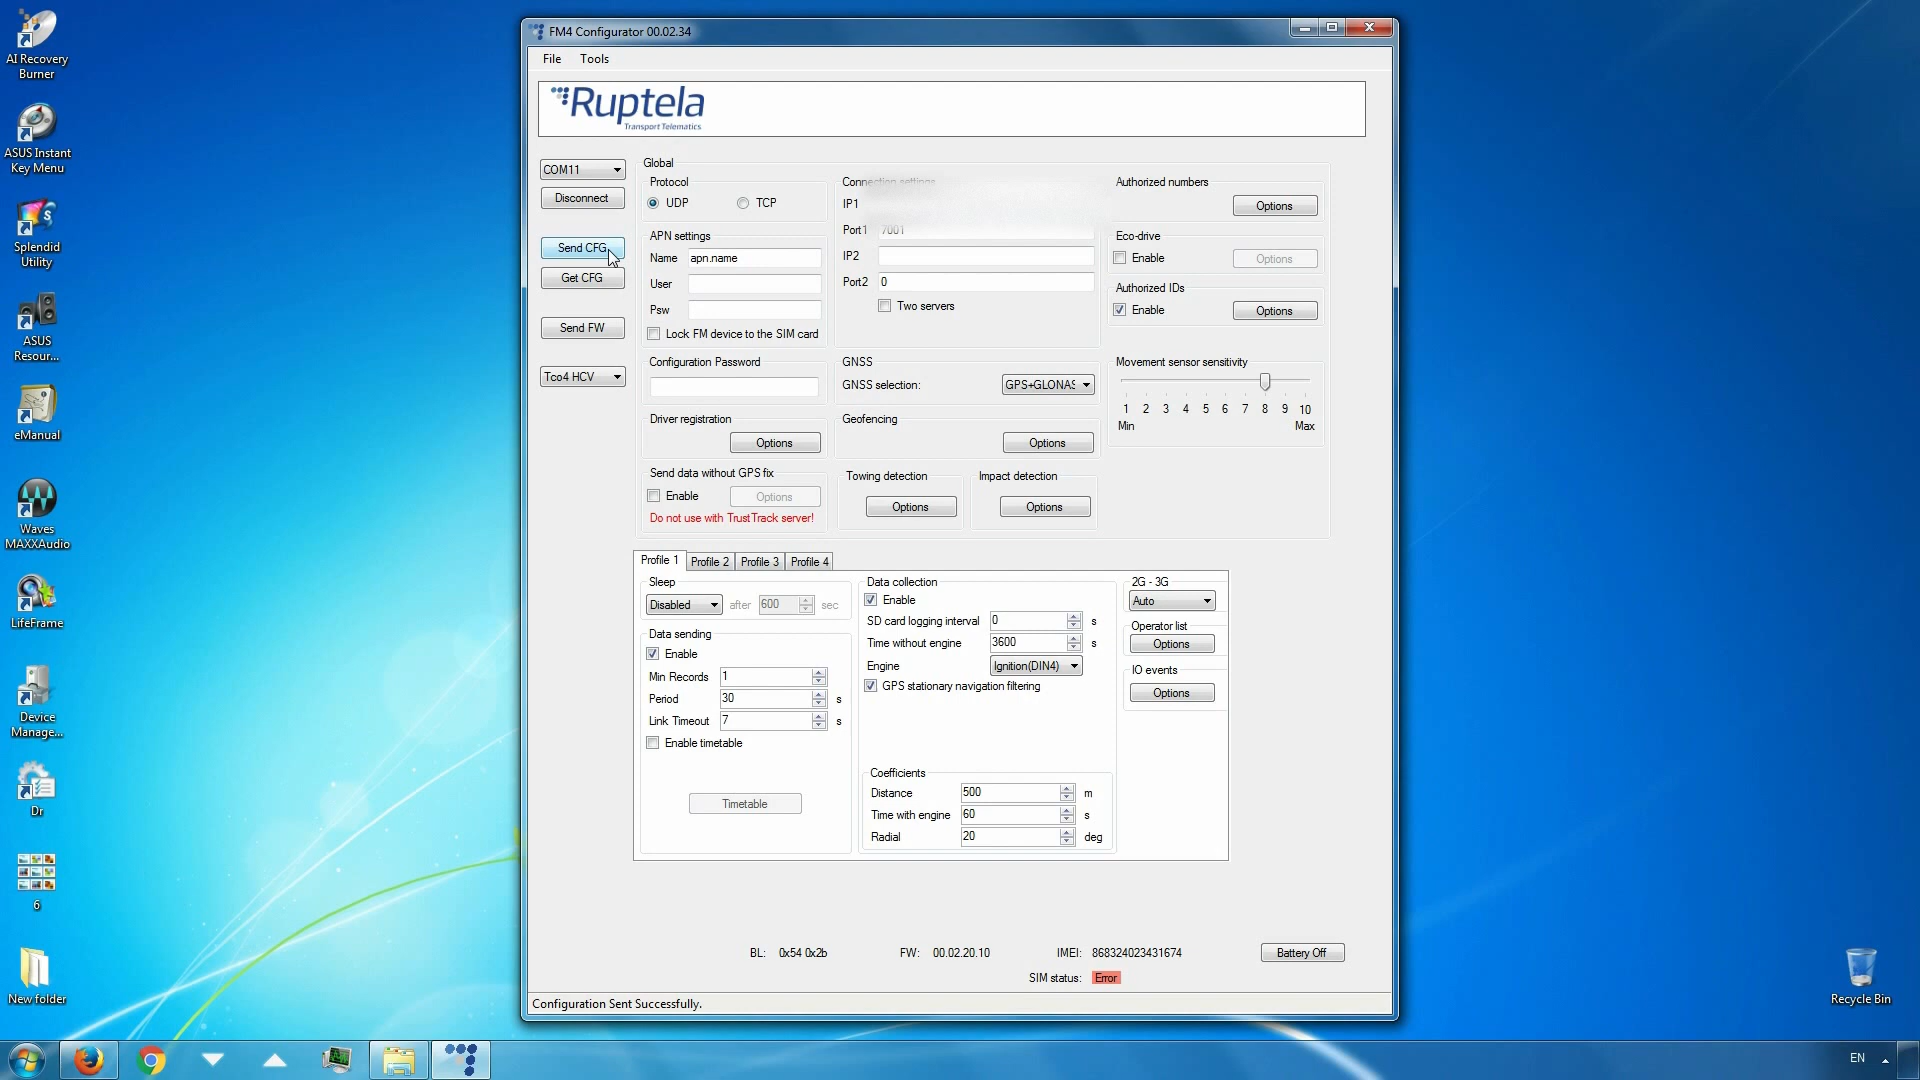 AI Recovery
Burner
ASUS Instant
Key Menu
Splendid
Utility
ASUS
Resour...
eManual
Waves
MAXXAudio
LifeFrame
Device
Manage...
Dr
6
New folder
FM4 Configurator 00.02.34
File Tools
Ruptela
Transport Telematics
COM11
Disconnect
Send CFG
Get CFG
Send FW
Tco4 HCV
Global
Protocol
UDP TCP
APN settings
Name apn.name
User
Psw
Lock FM device to the SIM card
Connection settings
IP1
Port1 7001
IP2
Port2 0
Two servers
Authorized numbers
Options
Eco-drive
Enable Options
Authorized IDs
Enable Options
Configuration Password
GNSS
GNSS selection: GPS+GLONAS
Movement sensor sensitivity
1 2 3 4 5 6 7 8 9 10
Min Max
Driver registration
Options
Geofencing
Options
Send data without GPS fix
Enable Options
Do not use with TrustTrack server!
Towing detection
Options
Impact detection
Options
Profile 1 Profile 2 Profile 3 Profile 4
Sleep
Disabled after 600 sec
Data sending
Enable
Min Records 1
Period 30 s
Link Timeout 7 s
Enable timetable
Timetable
Data collection
Enable
SD card logging interval 0 s
Time without engine 3600 s
Engine Ignition(DIN4)
GPS stationary navigation filtering
Coefficients
Distance 500 m
Time with engine 60 s
Radial 20 deg
2G - 3G
Auto
Operator list
Options
IO events
Options
BL: 0x54 0x2b FW: 00.02.20.10 IMEI: 868324023431674 Battery Off
SIM status: Error
Configuration Sent Successfully.
Recycle Bin
EN